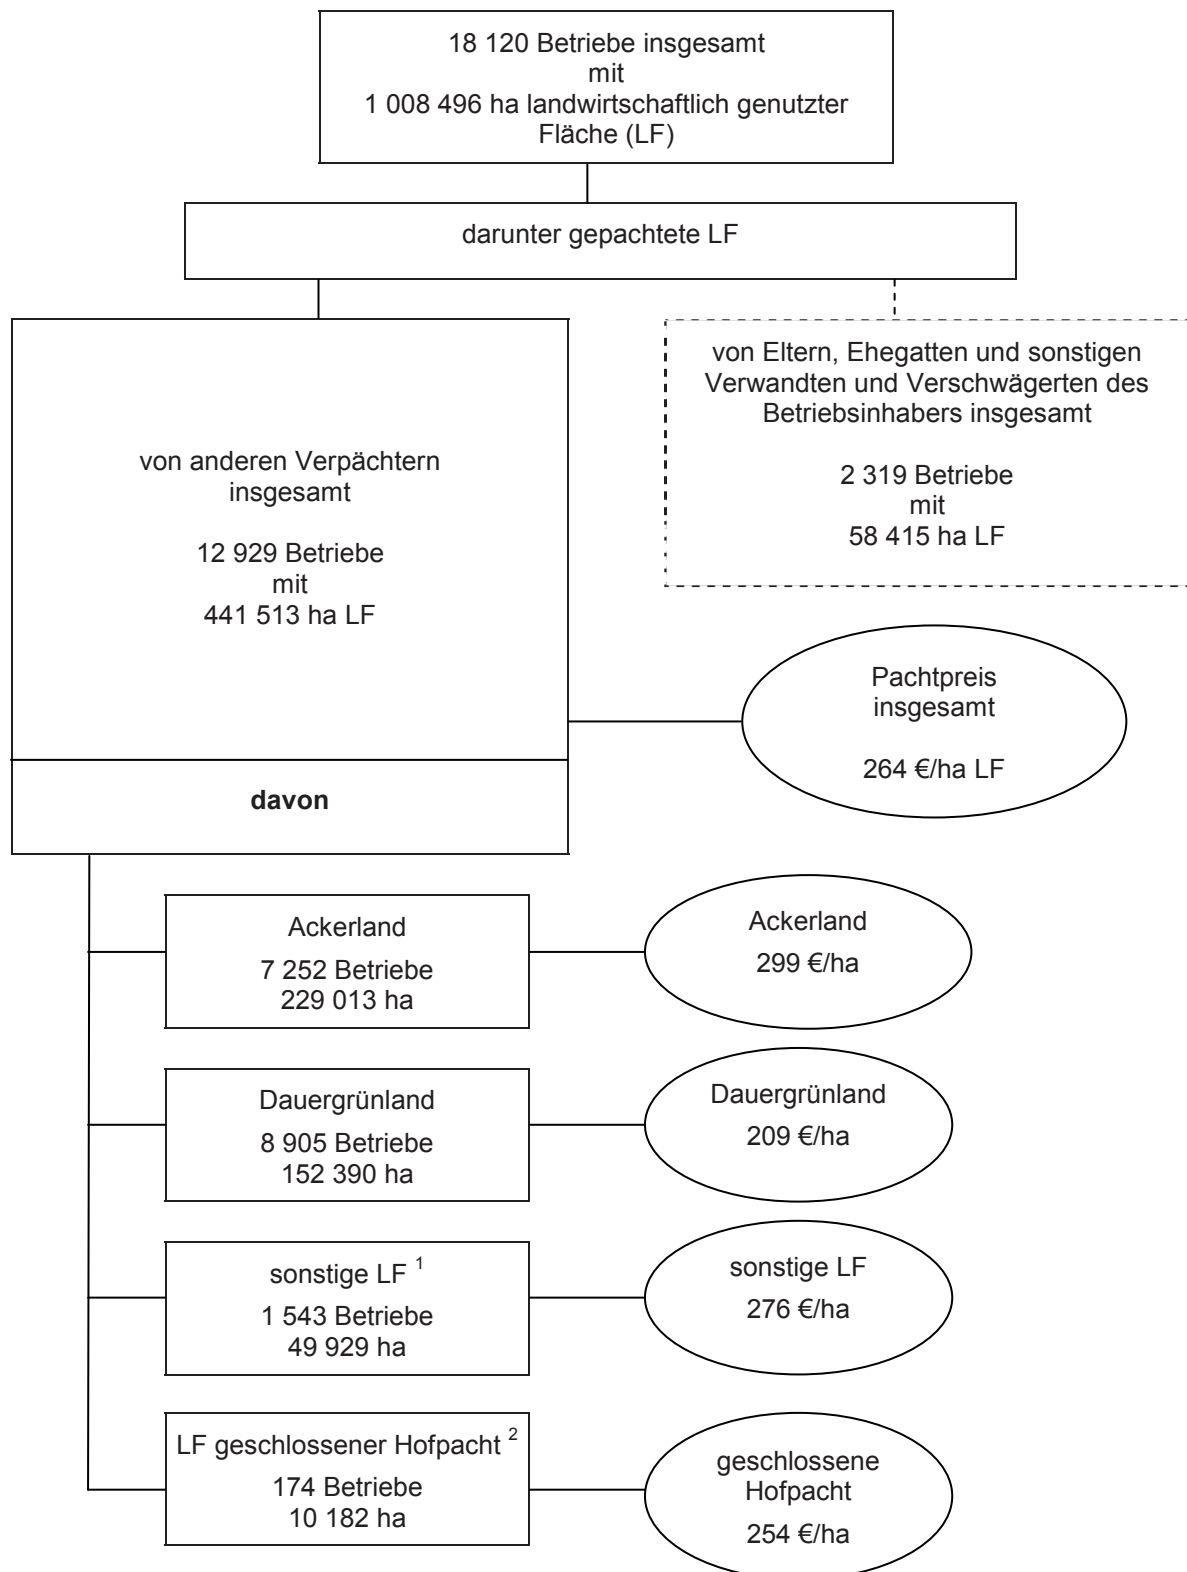 18 120 Betriebe insgesamt
mit
1 008 496 ha landwirtschaftlich genutzter
Fläche (LF)
darunter gepachtete LF
von anderen Verpächtern
insgesamt
12 929 Betriebe
mit
441 513 ha LF
von Eltern, Ehegatten und sonstigen
Verwandten und Verschwägerten des
Betriebsinhabers insgesamt
2 319 Betriebe
mit
58 415 ha LF
Pachtpreis
insgesamt
264 €/ha LF
davon
Ackerland
7 252 Betriebe
229 013 ha
Ackerland
299 €/ha
Dauergrünland
8 905 Betriebe
152 390 ha
Dauergrünland
209 €/ha
sonstige LF ¹
1 543 Betriebe
49 929 ha
sonstige LF
276 €/ha
LF geschlossener Hofpacht ²
174 Betriebe
10 182 ha
geschlossene
Hofpacht
254 €/ha